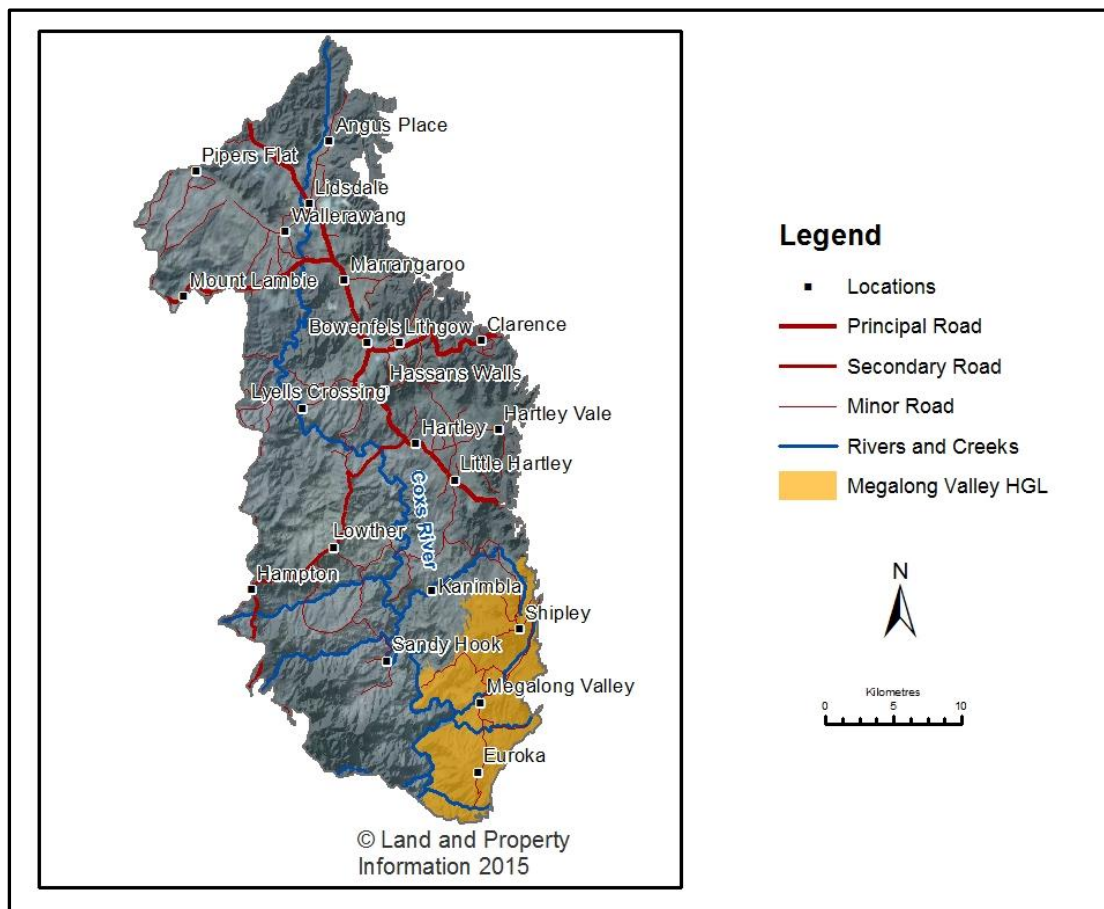 Angus Place
Pipers Flat
Lidsdale
Wallerawang
Marrangaroo
Mount Lambie
Bowenfels
Lithgow
Clarence
Hassans Walls
Lyells Crossing
Hartley Vale
Hartley
Little Hartley
Coxs River
Lowther
Hampton
Kanimbla
Shipley
Sandy Hook
Megalong Valley
Euroka
© Land and Property
Information 2015
Legend
Locations
Principal Road
Secondary Road
Minor Road
Rivers and Creeks
Megalong Valley HGL
N
Kilometres
0 5 10